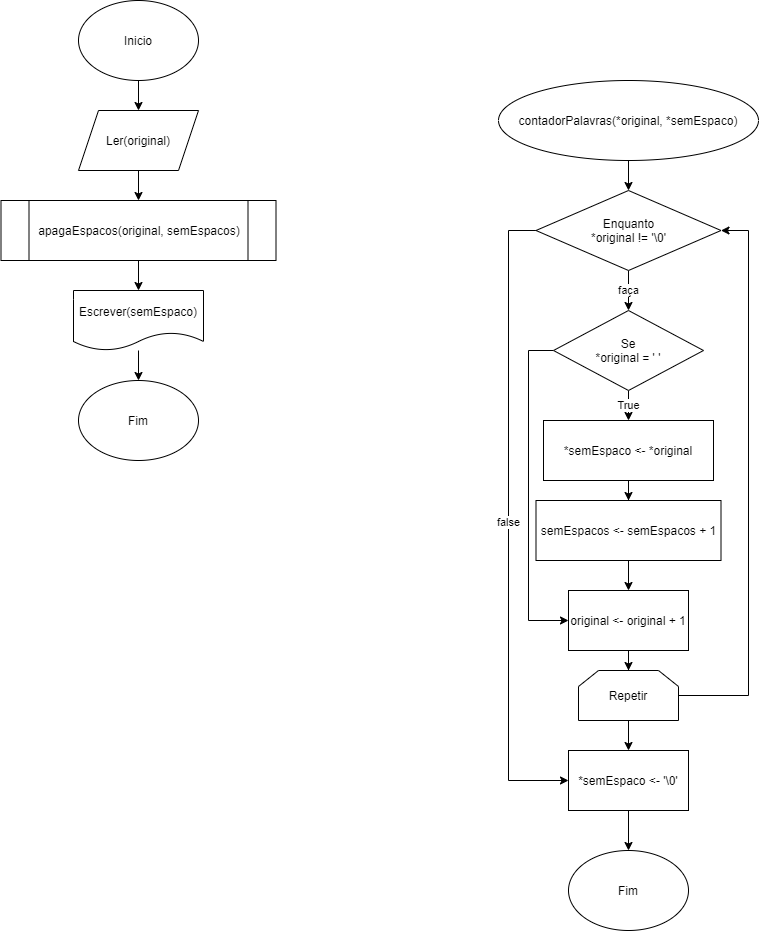 Inicio
Ler(original)
apagaEspacos(original, semEspacos)
Escrever(semEspaco)
Fim
contadorPalavras(*original, *semEspaco)
Enquanto
*original != '\0'
faca
Se
*original = ' '
True
*semEspaco <- *original
false
semEspacos <- semEspacos + 1
original <- original + 1
Repetir
*semEspaco <- '\0'
Fim